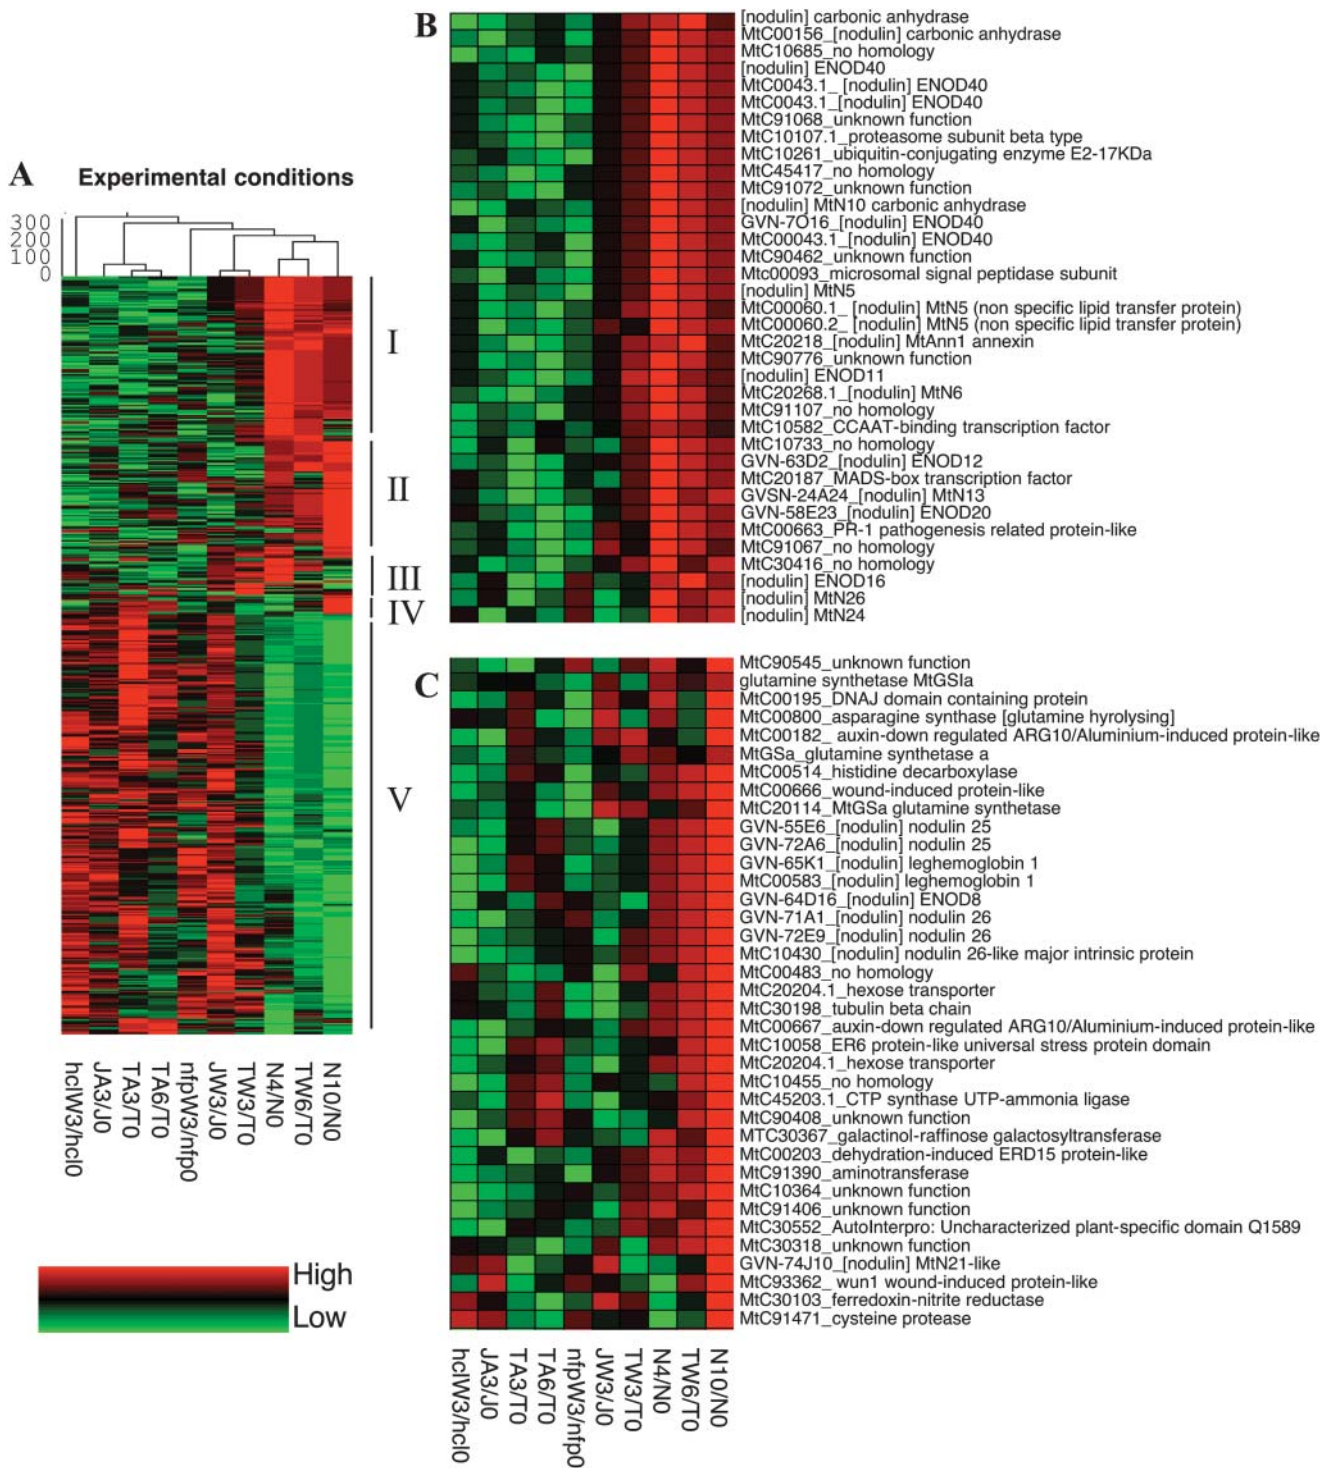 A
Experimental conditions
300
200
100
0
I
II
III
IV
V
hclW3/hcl0
JA3/J0
TA3/T0
TA6/T0
nfpW3/nfp0
JW3/J0
TW3/T0
N4/N0
TW6/T0
N10/N0
High
Low
B
[nodulin] carbonic anhydrase
MtC00156_[nodulin] carbonic anhydrase
MtC10685_no homology
[nodulin] ENOD40
MtC0043.1_ [nodulin] ENOD40
MtC0043.1_[nodulin] ENOD40
MtC91068_unknown function
MtC10107.1_proteasome subunit beta type
MtC10261_ubiquitin-conjugating enzyme E2-17KDa
MtC45417_no homology
MtC91072_unknown function
[nodulin] MtN10 carbonic anhydrase
GVN-7O16_[nodulin] ENOD40
MtC00043.1_[nodulin] ENOD40
MtC90462_unknown function
Mtc00093_microsomal signal peptidase subunit
[nodulin] MtN5
MtC00060.1_ [nodulin] MtN5 (non specific lipid transfer protein)
MtC00060.2_ [nodulin] MtN5 (non specific lipid transfer protein)
MtC20218_[nodulin] MtAnn1 annexin
MtC90776_unknown function
[nodulin] ENOD11
MtC20268.1_[nodulin] MtN6
MtC91107_no homology
MtC10582_CCAAT-binding transcription factor
MtC10733_no homology
GVN-63D2_[nodulin] ENOD12
MtC20187_MADS-box transcription factor
GVSN-24A24_[nodulin] MtN13
GVN-58E23_[nodulin] ENOD20
MtC00663_PR-1 pathogenesis related protein-like
MtC91067_no homology
MtC30416_no homology
[nodulin] ENOD16
[nodulin] MtN26
[nodulin] MtN24
C
MtC90545_unknown function
glutamine synthetase MtGSIa
MtC00195_DNAJ domain containing protein
MtC00800_asparagine synthase [glutamine hyrolysing]
MtC00182_ auxin-down regulated ARG10/Aluminium-induced protein-like
MtGSa_glutamine synthetase a
MtC00514_histidine decarboxylase
MtC00666_wound-induced protein-like
MtC20114_MtGSa glutamine synthetase
GVN-55E6_[nodulin] nodulin 25
GVN-72A6_[nodulin] nodulin 25
GVN-65K1_[nodulin] leghemoglobin 1
MtC00583_[nodulin] leghemoglobin 1
GVN-64D16_[nodulin] ENOD8
GVN-71A1_[nodulin] nodulin 26
GVN-72E9_[nodulin] nodulin 26
MtC10430_[nodulin] nodulin 26-like major intrinsic protein
MtC00483_no homology
MtC20204.1_hexose transporter
MtC30198_tubulin beta chain
MtC00667_auxin-down regulated ARG10/Aluminium-induced protein-like
MtC10058_ER6 protein-like universal stress protein domain
MtC20204.1_hexose transporter
MtC10455_no homology
MtC45203.1_CTP synthase UTP-ammonia ligase
MtC90408_unknown function
MTC30367_galactinol-raffinose galactosyltransferase
MtC00203_dehydration-induced ERD15 protein-like
MtC91390_aminotransferase
MtC10364_unknown function
MtC91406_unknown function
MtC30552_AutoInterpro: Uncharacterized plant-specific domain Q1589
MtC30318_unknown function
GVN-74J10_[nodulin] MtN21-like
MtC93362_ wun1 wound-induced protein-like
MtC30103_ferredoxin-nitrite reductase
MtC91471_cysteine protease
hclW3/hcl0
JA3/J0
TA3/T0
TA6/T0
nfpW3/nfp0
JW3/J0
TW3/T0
N4/N0
TW6/T0
N10/N0